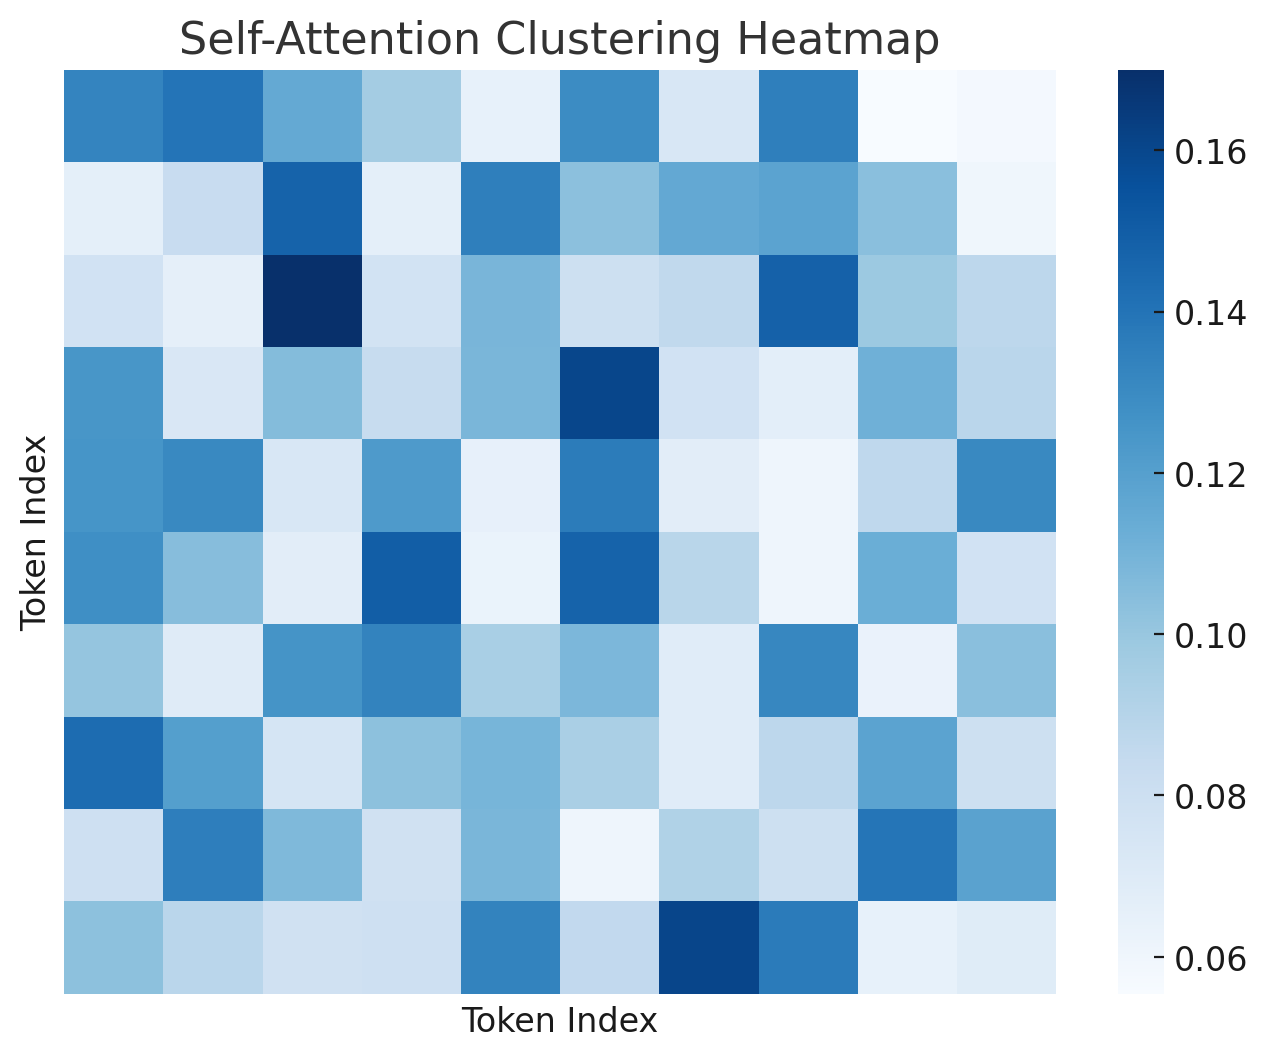 Self-Attention Clustering Heatmap
Token Index
Token Index
0.16
0.14
0.12
0.10
0.08
0.06